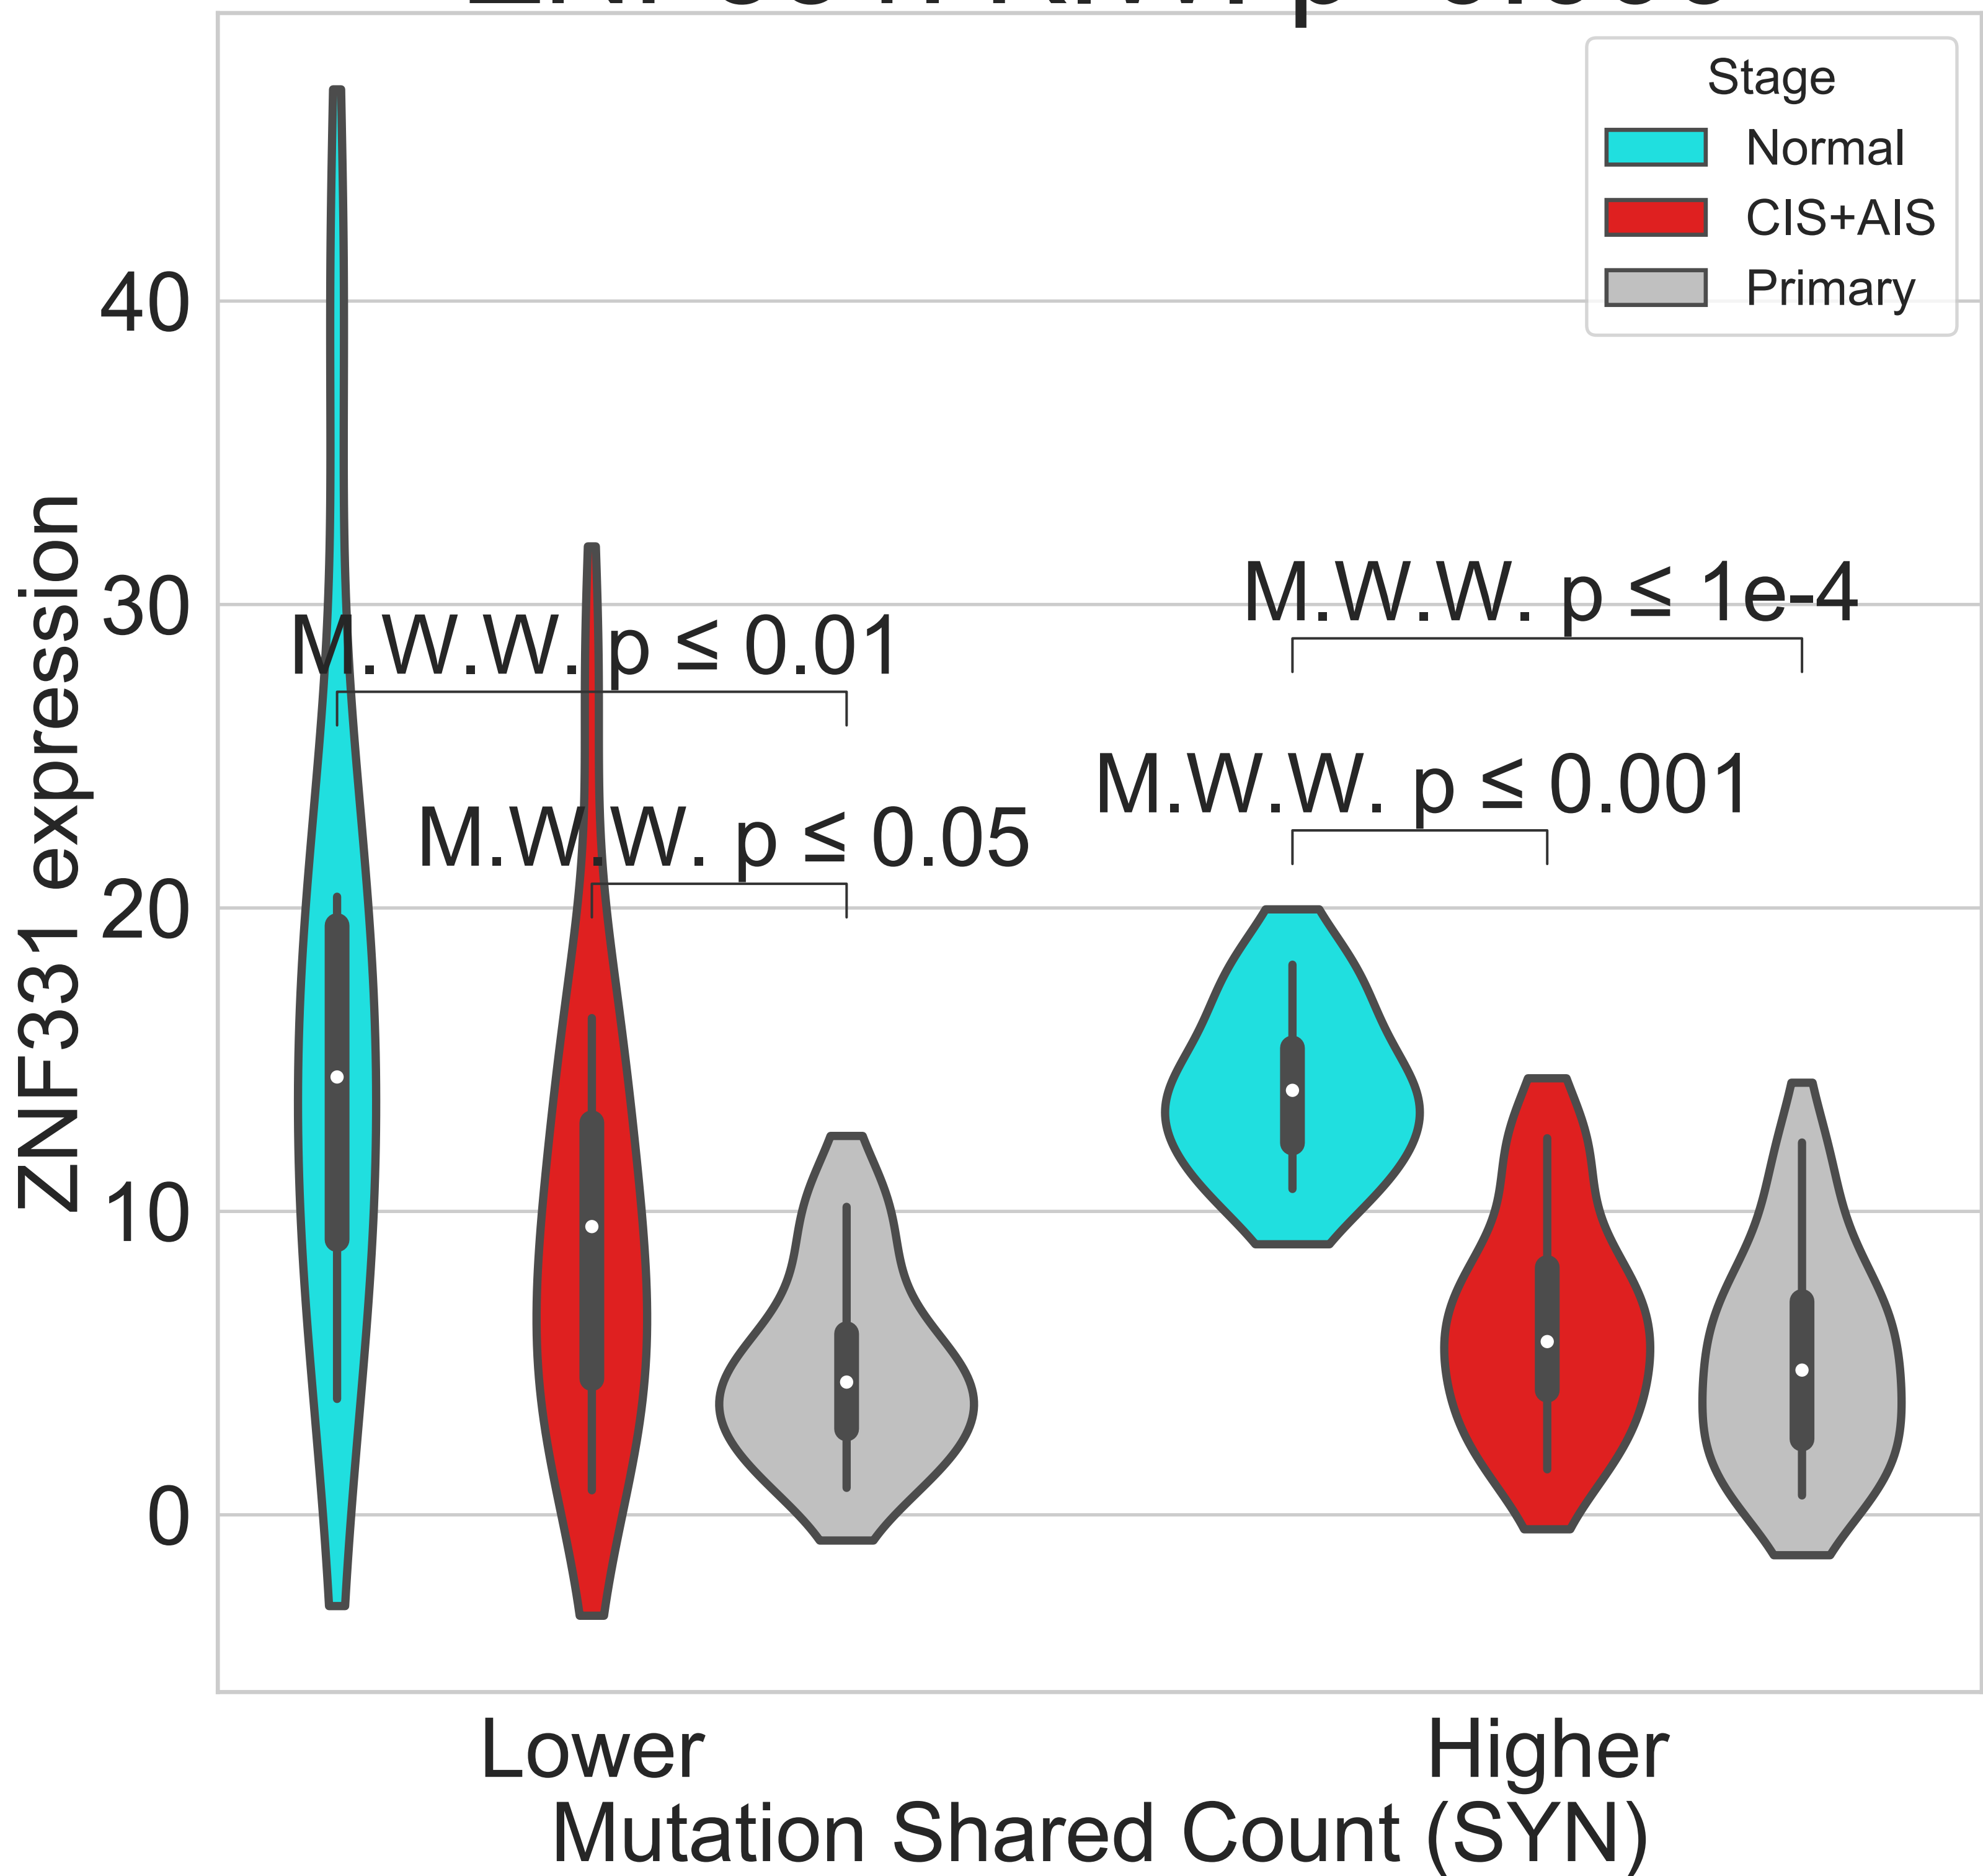 Stage
Normal
CIS+AIS
Primary
40
30
20
10
0
ZNF331 expression
M.W.W. p ≤ 0.01
M.W.W. p ≤ 0.05
M.W.W. p ≤ 1e-4
M.W.W. p ≤ 0.001
Lower
Higher
Mutation Shared Count (SYN)